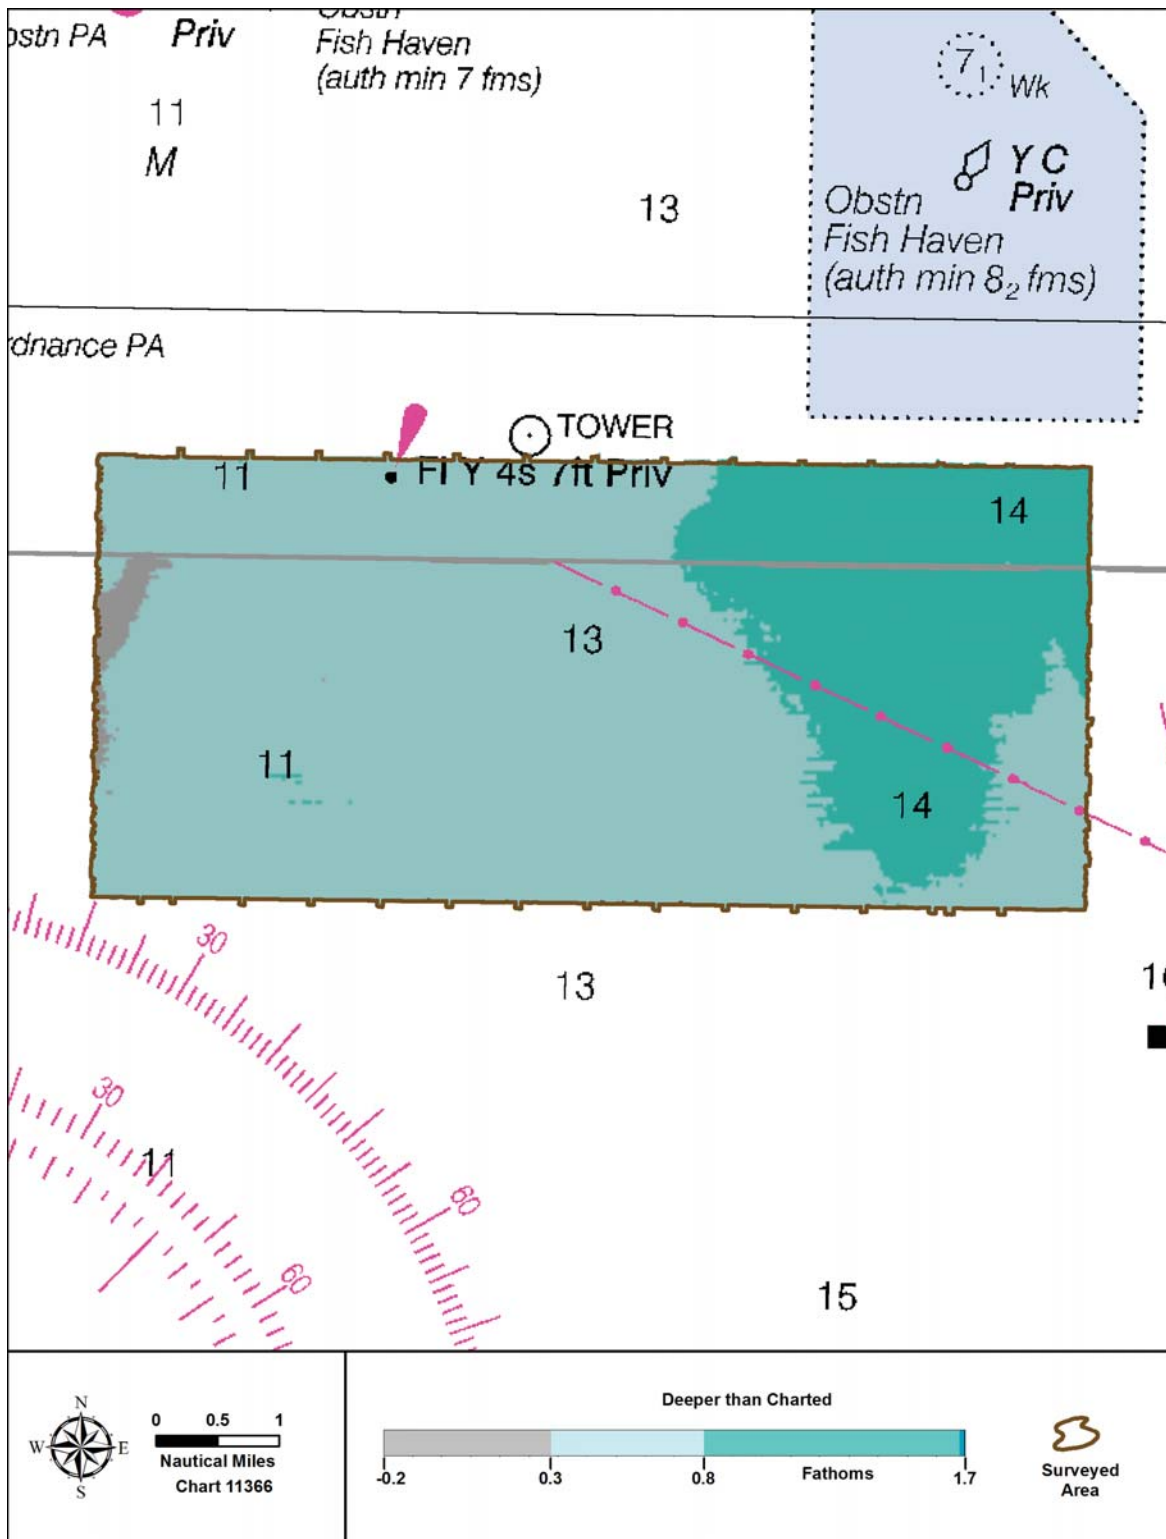 Obstn
Fish Haven
(auth min 7 fms)
Priv
PA
11
M
7₁ Wk
Y C
Priv
13
Obstn
Fish Haven
(auth min 8₂ fms)
PA
TOWER
11
Fl Y 4s 7ft Priv
14
13
11
14
30
13
30
11
60
60
15
Deeper than Charted
N
W
E
S
0 0.5 1
Nautical Miles
Chart 11366
-0.2 0.3 0.8 Fathoms 1.7
Surveyed
Area